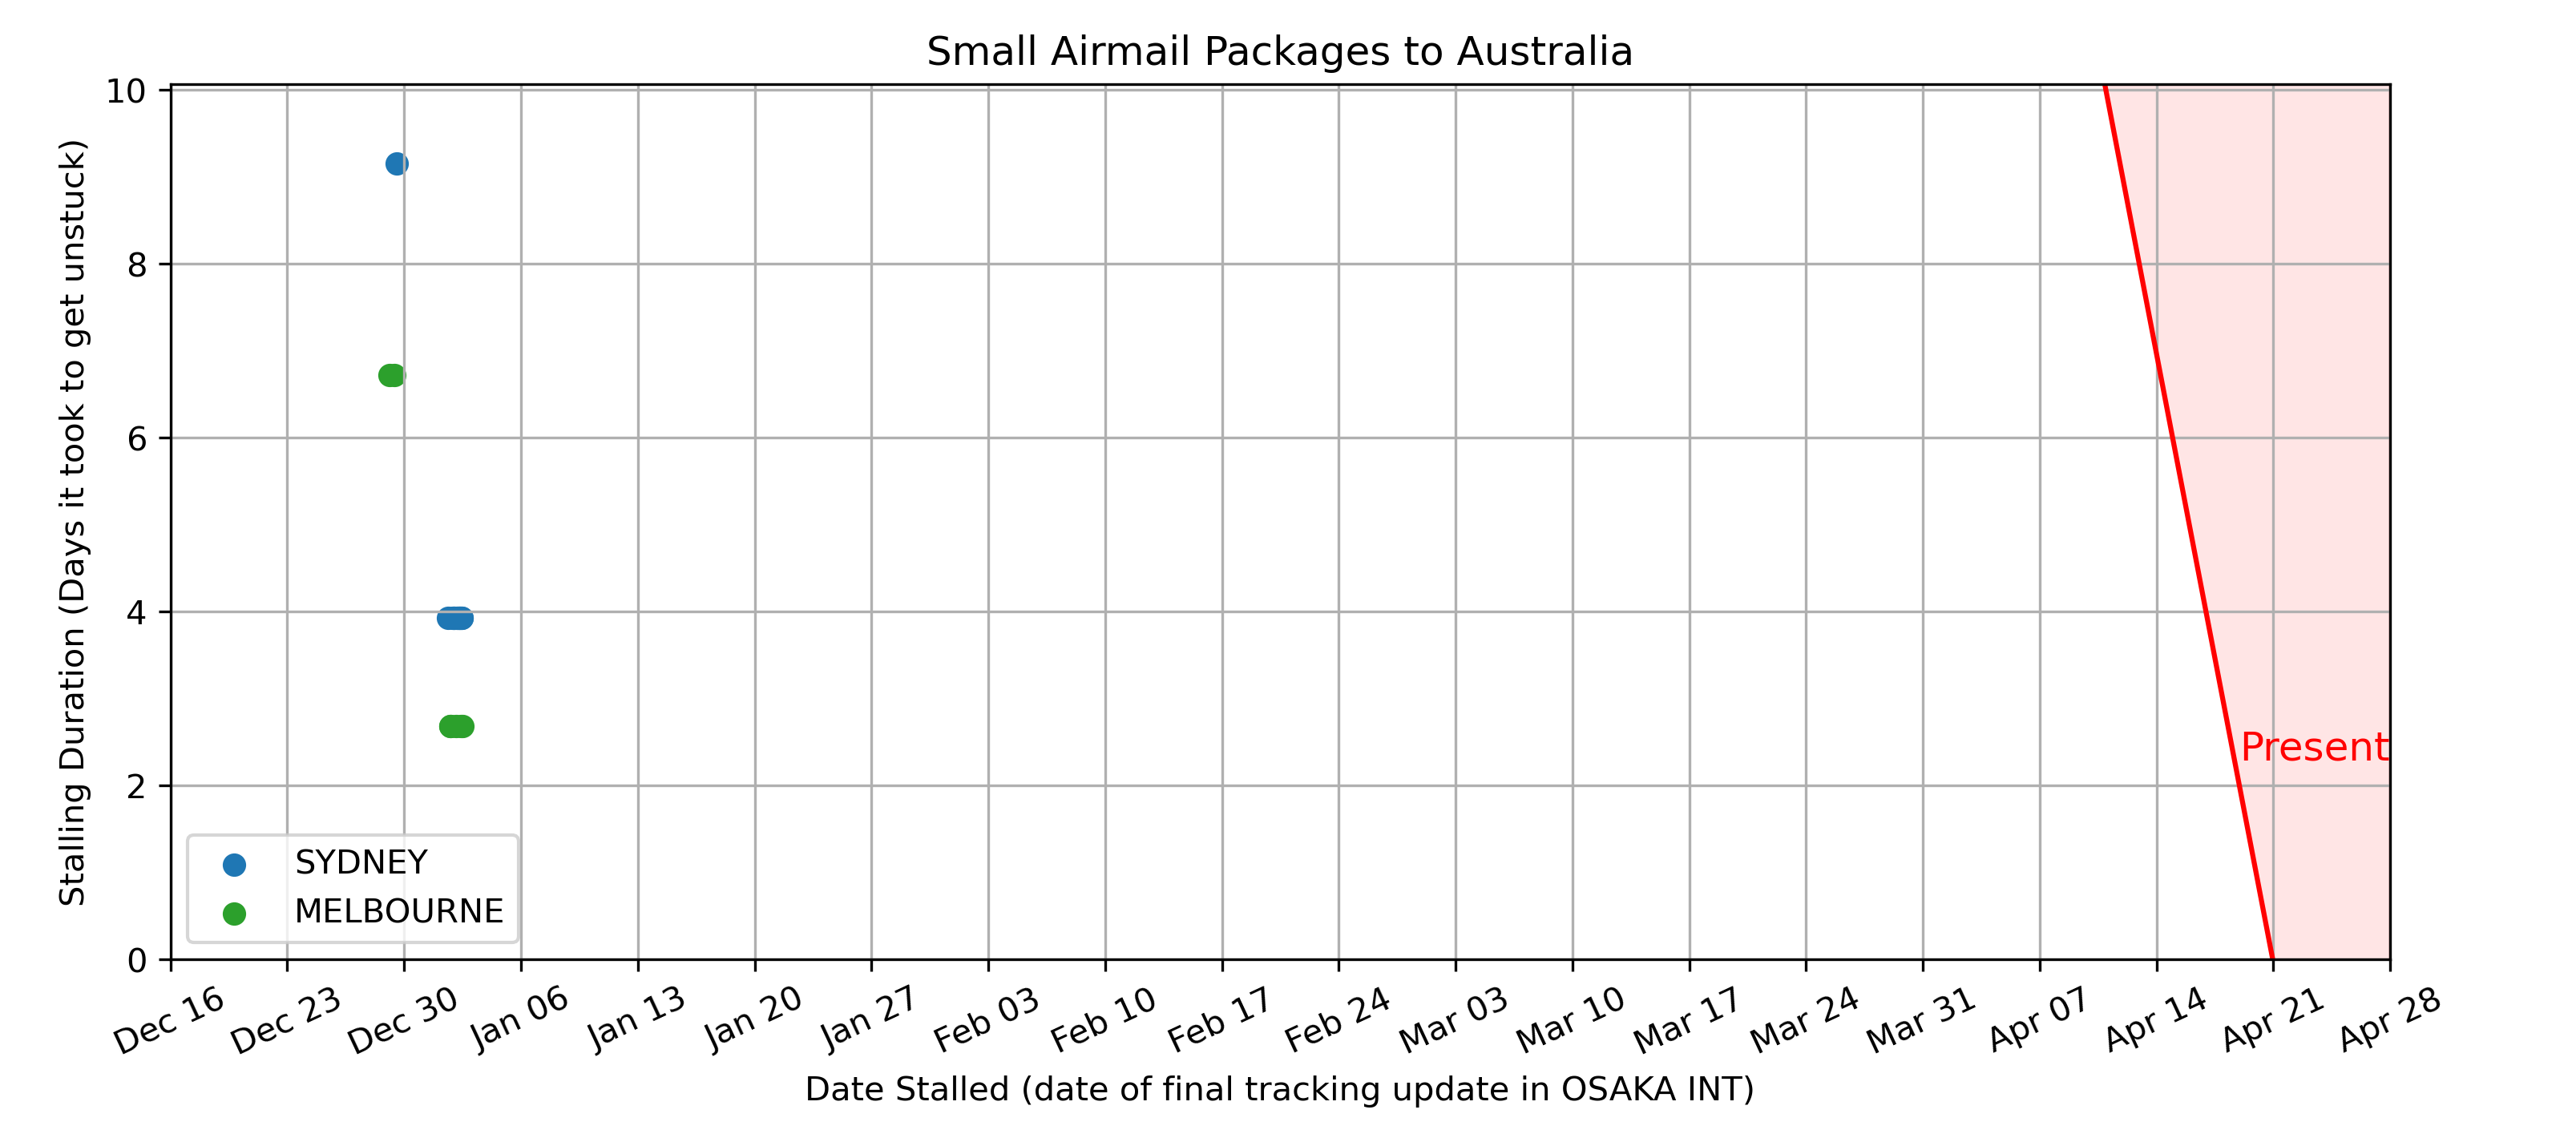 Small Airmail Packages to Australia
Stalling Duration (Days it took to get unstuck)
10
8
6
4
2
0
Present
SYDNEY
MELBOURNE
Dec 16 Dec 23 Dec 30 Jan 06 Jan 13 Jan 20 Jan 27 Feb 03 Feb 10 Feb 17 Feb 24 Mar 03 Mar 10 Mar 17 Mar 24 Mar 31 Apr 07 Apr 14 Apr 21 Apr 28
Date Stalled (date of final tracking update in OSAKA INT)